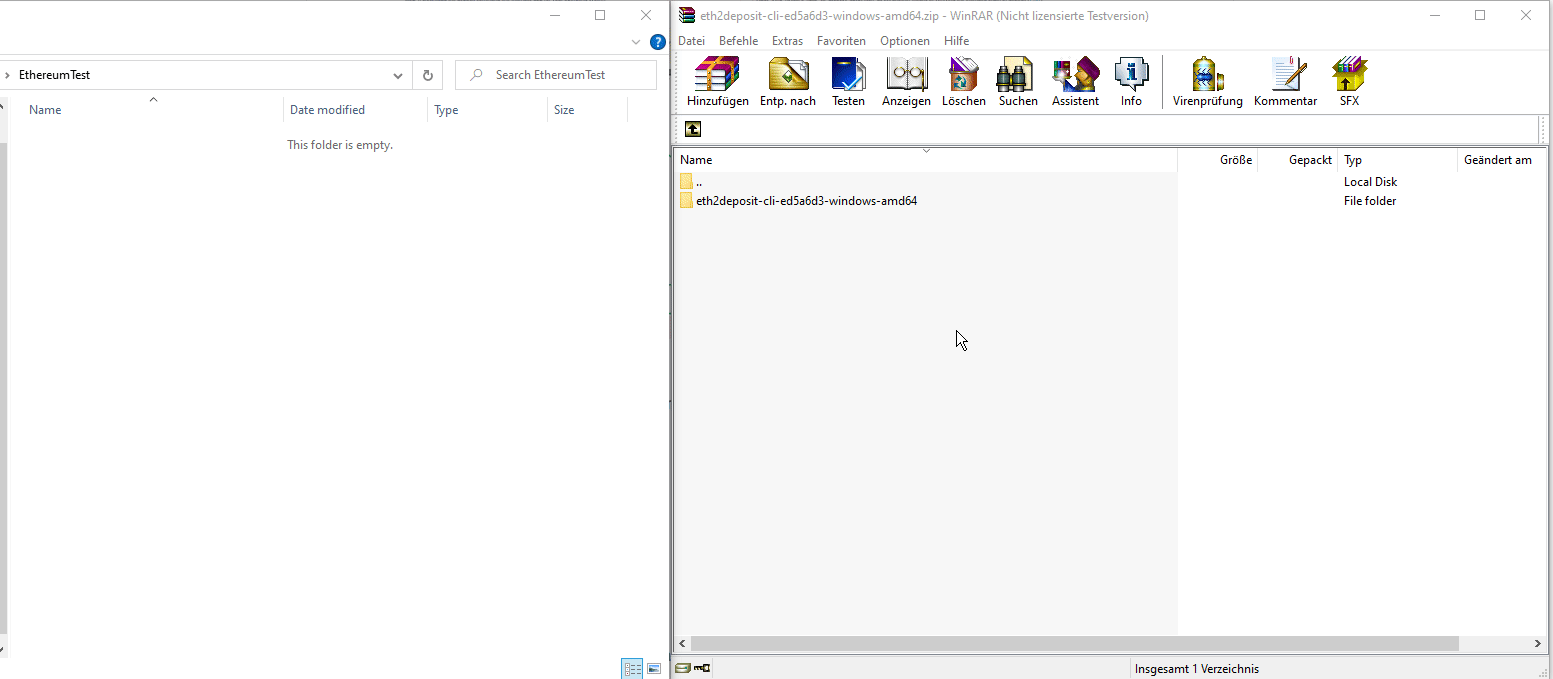 EthereumTest
Search EthereumTest
Name
Date modified
Type
Size
This folder is empty.
eth2deposit-cli-ed5a6d3-windows-amd64.zip - WinRAR (Nicht lizensierte Testversion)
Datei Befehle Extras Favoriten Optionen Hilfe
Hinzufügen Entp. nach Testen Anzeigen Löschen Suchen Assistent Info Virenprüfung Kommentar SFX
Name Größe Gepackt Typ Geändert am
.. Local Disk
eth2deposit-cli-ed5a6d3-windows-amd64 File folder
Insgesamt 1 Verzeichnis